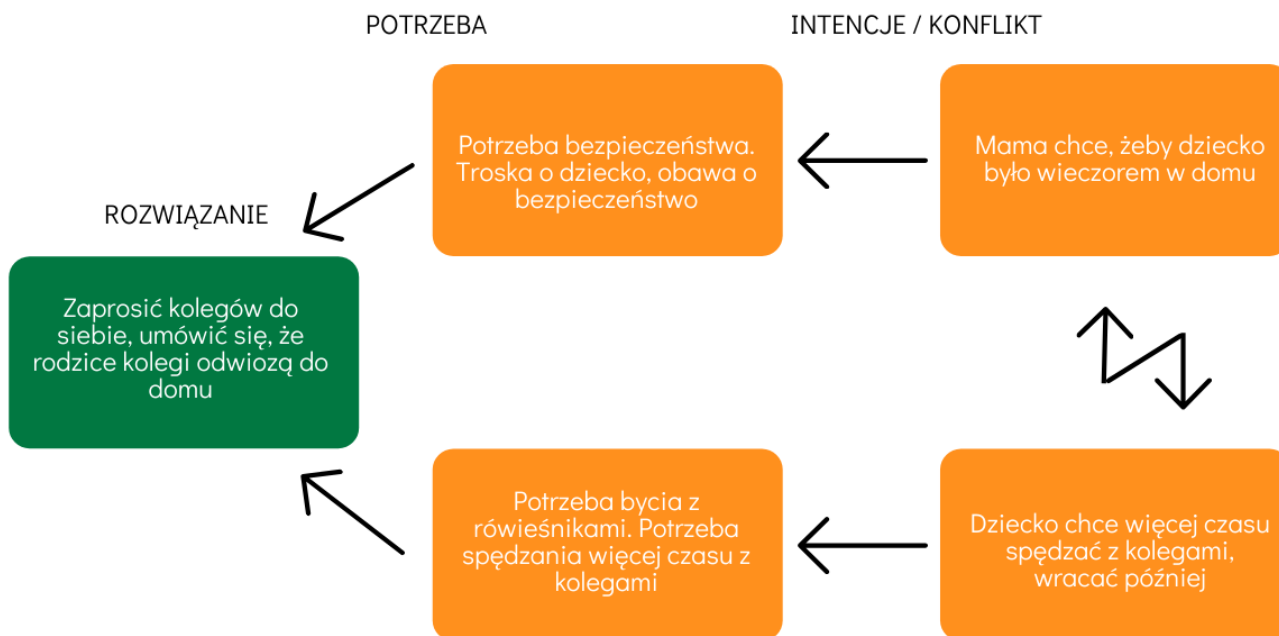 POTRZEBA
INTENCJE / KONFLIKT
Potrzeba bezpieczeństwa.
Troska o dziecko, obawa o
bezpieczeństwo
Mama chce, żeby dziecko
było wieczorem w domu
ROZWIĄZANIE
Zaprosić kolegów do
siebie, umówić się, że
rodzice kolegi odwiozą do
domu
Potrzeba bycia z
rówieśnikami. Potrzeba
spędzania więcej czasu z
kolegami
Dziecko chce więcej czasu
spędzać z kolegami,
wracać później